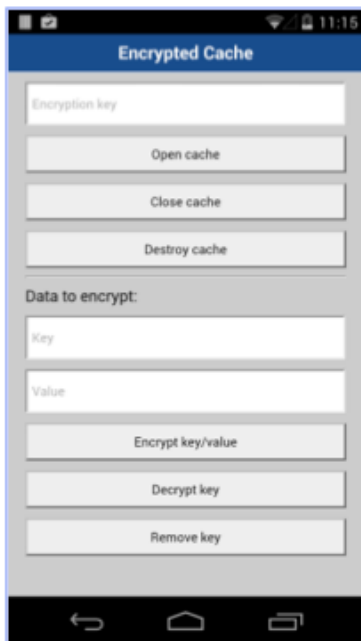 11:15
Encrypted Cache
Encryption key
Open cache
Close cache
Destroy cache
Data to encrypt:
Key
Value
Encrypt key/value
Decrypt key
Remove key